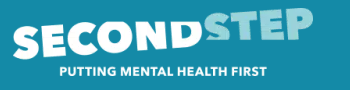 SECONDSTEP
PUTTING MENTAL HEALTH FIRST